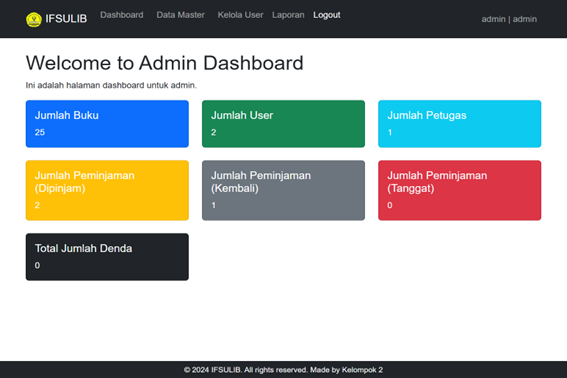 IFSULIB Dashboard Data Master Kelola User Laporan Logout admin | admin
Welcome to Admin Dashboard
Ini adalah halaman dashboard untuk admin.
Jumlah Buku
25
Jumlah User
2
Jumlah Petugas
1
Jumlah Peminjaman
(Dipinjam)
2
Jumlah Peminjaman
(Kembali)
1
Jumlah Peminjaman
(Tanggat)
0
Total Jumlah Denda
0
© 2024 IFSULIB. All rights reserved. Made by Kelompok 2